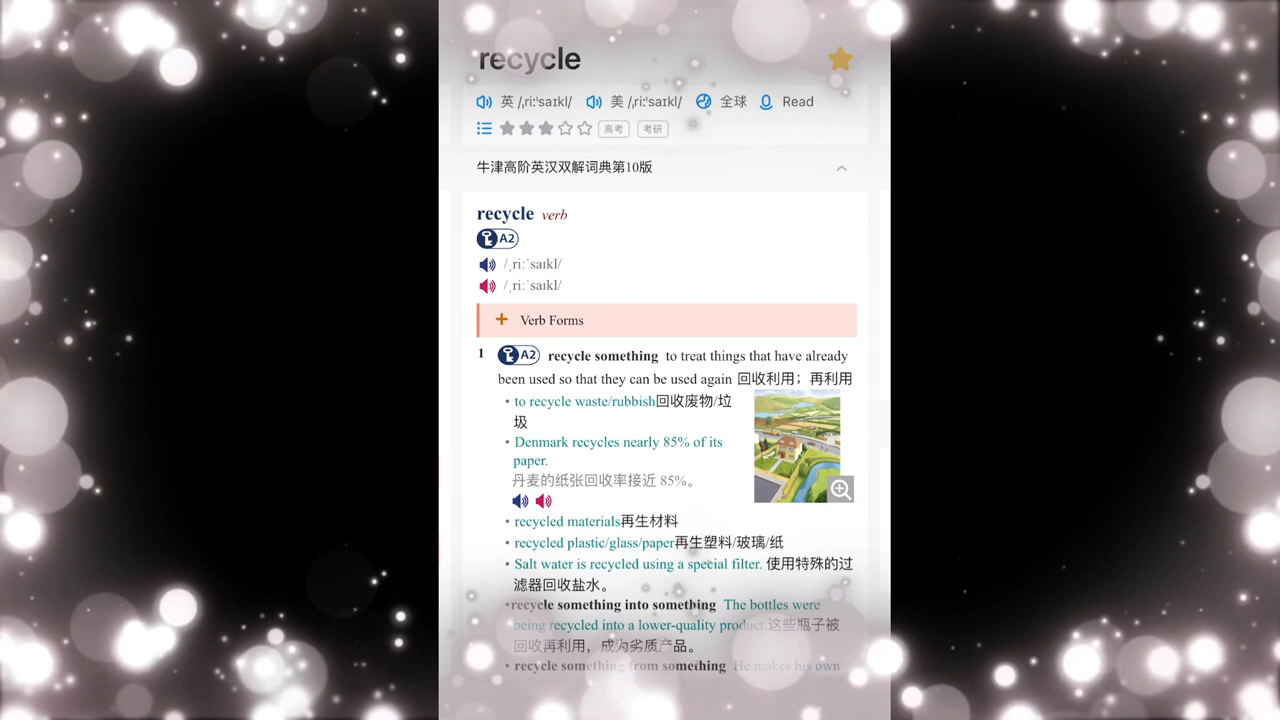 recycle
英 /ˌriːˈsaɪkl/ 美 /ˌriːˈsaɪkl/ 全球 Read
高考 考研
牛津高阶英汉双解词典第10版
recycle verb
A2
/ˌriːˈsaɪkl/
/ˌriːˈsaɪkl/
+ Verb Forms
1 A2 recycle something to treat things that have already
been used so that they can be used again 回收利用；再利用
• to recycle waste/rubbish回收废物/垃
圾
• Denmark recycles nearly 85% of its
paper.
丹麦的纸张回收率接近 85%。
• recycled materials再生材料
• recycled plastic/glass/paper再生塑料/玻璃/纸
• Salt water is recycled using a special filter. 使用特殊的过
滤器回收盐水。
•recycle something into something The bottles were
being recycled into a lower-quality product.这些瓶子被
回收再利用，成为劣质产品。
• recycle something from something He makes his own